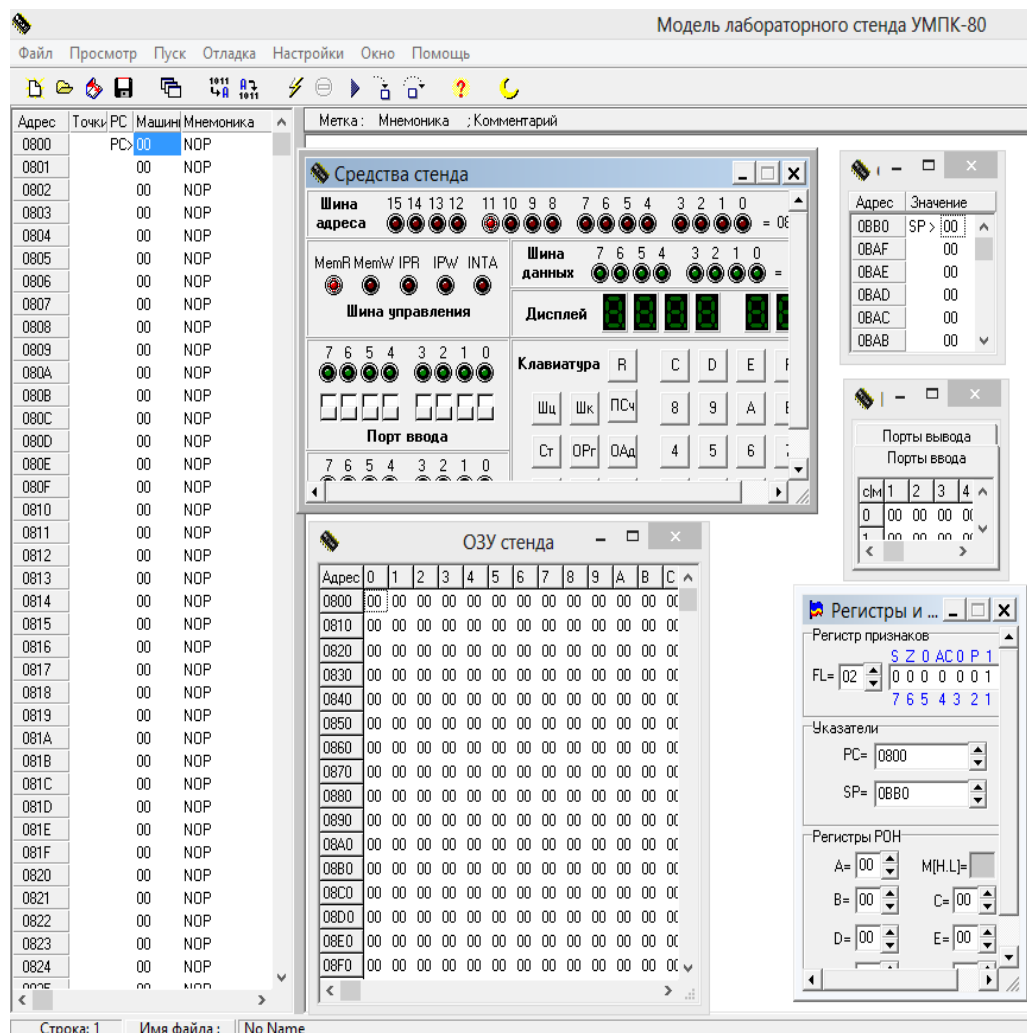 Модель лабораторного стенда УМПК-80
Файл Просмотр Пуск Отладка Настройки Окно Помощь
Адрес Точки PC Машин Мнемоника
0800 PC> 00 NOP
0801 00 NOP
0802 00 NOP
0803 00 NOP
0804 00 NOP
0805 00 NOP
0806 00 NOP
0807 00 NOP
0808 00 NOP
0809 00 NOP
080A 00 NOP
080B 00 NOP
080C 00 NOP
080D 00 NOP
080E 00 NOP
080F 00 NOP
0810 00 NOP
0811 00 NOP
0812 00 NOP
0813 00 NOP
0814 00 NOP
0815 00 NOP
0816 00 NOP
0817 00 NOP
0818 00 NOP
0819 00 NOP
081A 00 NOP
081B 00 NOP
081C 00 NOP
081D 00 NOP
081E 00 NOP
081F 00 NOP
0820 00 NOP
0821 00 NOP
0822 00 NOP
0823 00 NOP
0824 00 NOP
Метка: Мнемоника ;Комментарий
Средства стенда
Шина адреса
15 14 13 12 11 10 9 8 7 6 5 4 3 2 1 0
= 08
MemR MemW IPR IPW INTA
Шина управления
Шина данных
7 6 5 4 3 2 1 0
=
Дисплей
7 6 5 4 3 2 1 0
Порт ввода
7 6 5 4 3 2 1 0
Клавиатура R C D E F
Шц Шк ПСч 8 9 A
Ст ОРг ОАд 4 5 6
Адрес Значение
0BB0 SP > 00
0BAF 00
0BAE 00
0BAD 00
0BAC 00
0BAB 00
Порты вывода
Порты ввода
с|м 1 2 3 4
0 00 00 00 00
1 00 00 00 00
ОЗУ стенда
Адрес 0 1 2 3 4 5 6 7 8 9 A B C
0800 00 00 00 00 00 00 00 00 00 00 00 00 00
0810 00 00 00 00 00 00 00 00 00 00 00 00 00
0820 00 00 00 00 00 00 00 00 00 00 00 00 00
0830 00 00 00 00 00 00 00 00 00 00 00 00 00
0840 00 00 00 00 00 00 00 00 00 00 00 00 00
0850 00 00 00 00 00 00 00 00 00 00 00 00 00
0860 00 00 00 00 00 00 00 00 00 00 00 00 00
0870 00 00 00 00 00 00 00 00 00 00 00 00 00
0880 00 00 00 00 00 00 00 00 00 00 00 00 00
0890 00 00 00 00 00 00 00 00 00 00 00 00 00
08A0 00 00 00 00 00 00 00 00 00 00 00 00 00
08B0 00 00 00 00 00 00 00 00 00 00 00 00 00
08C0 00 00 00 00 00 00 00 00 00 00 00 00 00
08D0 00 00 00 00 00 00 00 00 00 00 00 00 00
08E0 00 00 00 00 00 00 00 00 00 00 00 00 00
08F0 00 00 00 00 00 00 00 00 00 00 00 00 00
Регистры и ...
Регистр признаков
S Z 0 AC 0 P 1
FL= 02 0 0 0 0 0 0 1
7 6 5 4 3 2 1
Указатели
PC= 0800
SP= 0BB0
Регистры РОН
A= 00 M[H.L]=
B= 00 C= 00
D= 00 E= 00
Строка: 1 Имя файла : No Name